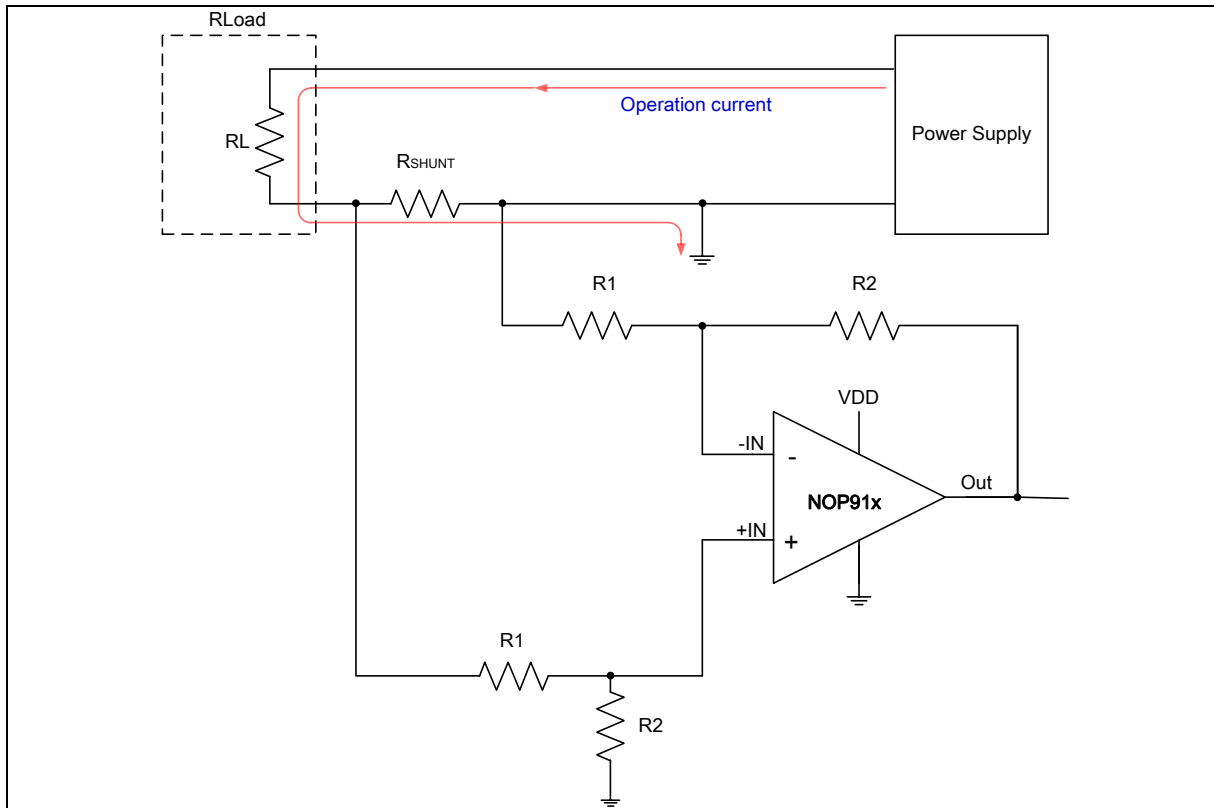 RLoad
Operation current
Power Supply
RL
RSHUNT
R1
R2
VDD
-IN
-
NOP91x
Out
+IN
+
R1
R2